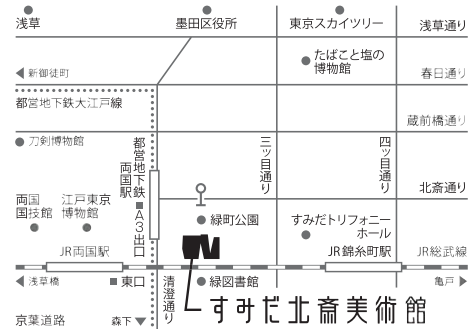 浅草
墨田区役所
東京スカイツリー
浅草通り
たばこと塩の
博物館
新御徒町
春日通り
都営地下鉄大江戸線
蔵前橋通り
刀剣博物館
都営地下鉄
両国駅
A3出口
三ッ目通り
四ッ目通り
北斎通り
両国
国技館
江戸東京
博物館
緑町公園
すみだトリフォニー
ホール
JR両国駅
JR錦糸町駅
JR総武線
浅草橋
東口
清澄通り
緑図書館
亀戸
京葉道路
森下
すみだ北斎美術館